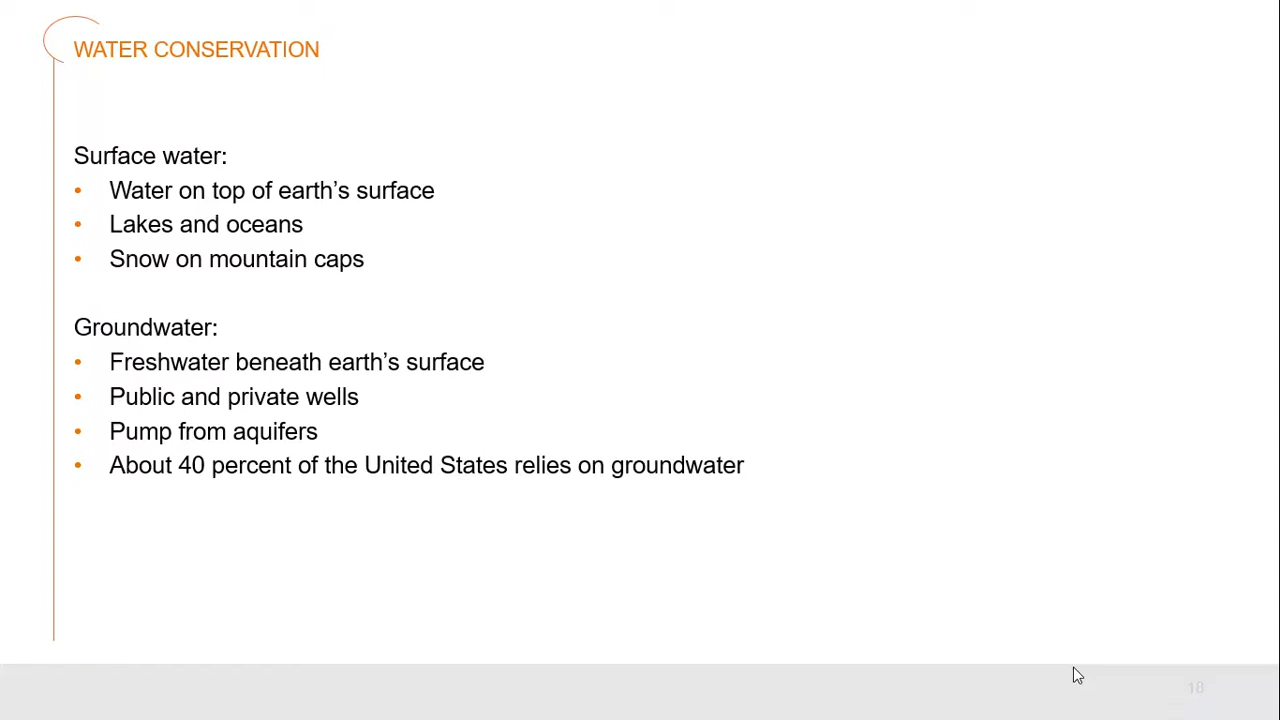 WATER CONSERVATION
Surface water:
• Water on top of earth’s surface
• Lakes and oceans
• Snow on mountain caps
Groundwater:
• Freshwater beneath earth’s surface
• Public and private wells
• Pump from aquifers
• About 40 percent of the United States relies on groundwater
18